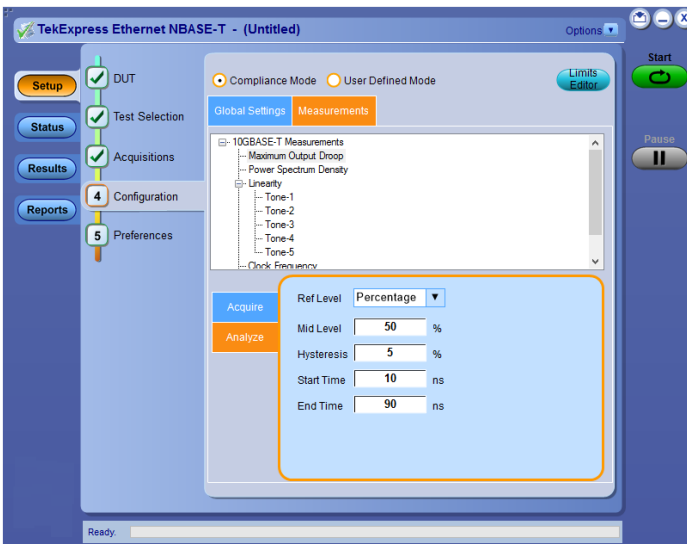 TekExpress Ethernet NBASE-T - (Untitled)
Options
Start
Pause
Setup
Status
Results
Reports
DUT
Test Selection
Acquisitions
4 Configuration
5 Preferences
Compliance Mode User Defined Mode
Limits
Editor
Global Settings Measurements
10GBASE-T Measurements
Maximum Output Droop
Power Spectrum Density
Linearity
Tone-1
Tone-2
Tone-3
Tone-4
Tone-5
Clock Frequency
Acquire
Analyze
Ref Level Percentage
Mid Level 50 %
Hysteresis 5 %
Start Time 10 ns
End Time 90 ns
Ready.